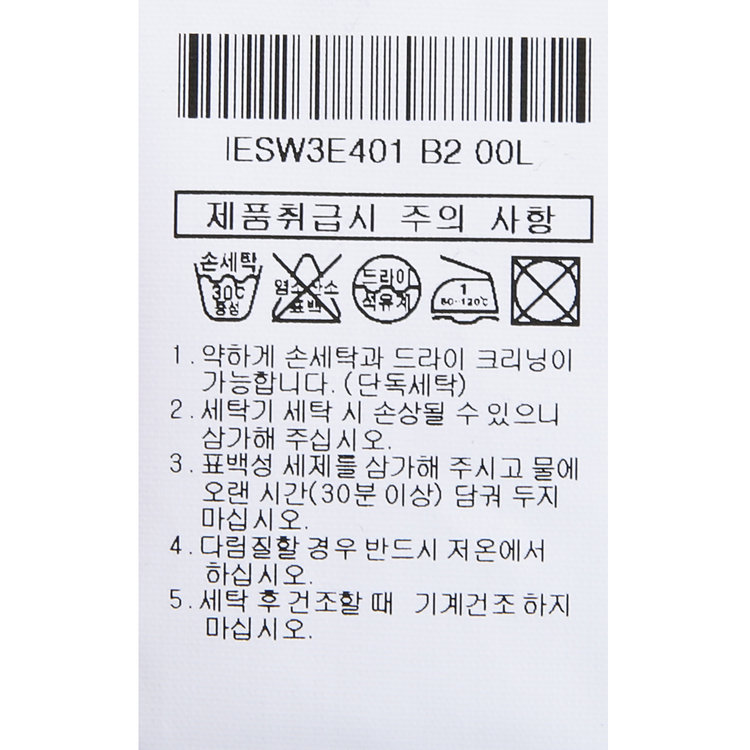 IESW3E401 B2 00L
제품취급시 주의 사항
손세탁 30℃ 중성
염소산소 표백
드라이 석유계
1 80~120℃
1. 약하게 손세탁과 드라이 크리닝이
가능합니다. (단독세탁)
2. 세탁기 세탁 시 손상될 수 있으니
삼가해 주십시오.
3. 표백성 세제를 삼가해 주시고 물에
오랜 시간(30분 이상) 담궈 두지
마십시오.
4. 다림질할 경우 반드시 저온에서
하십시오.
5. 세탁 후 건조할 때 기계건조 하지
마십시오.